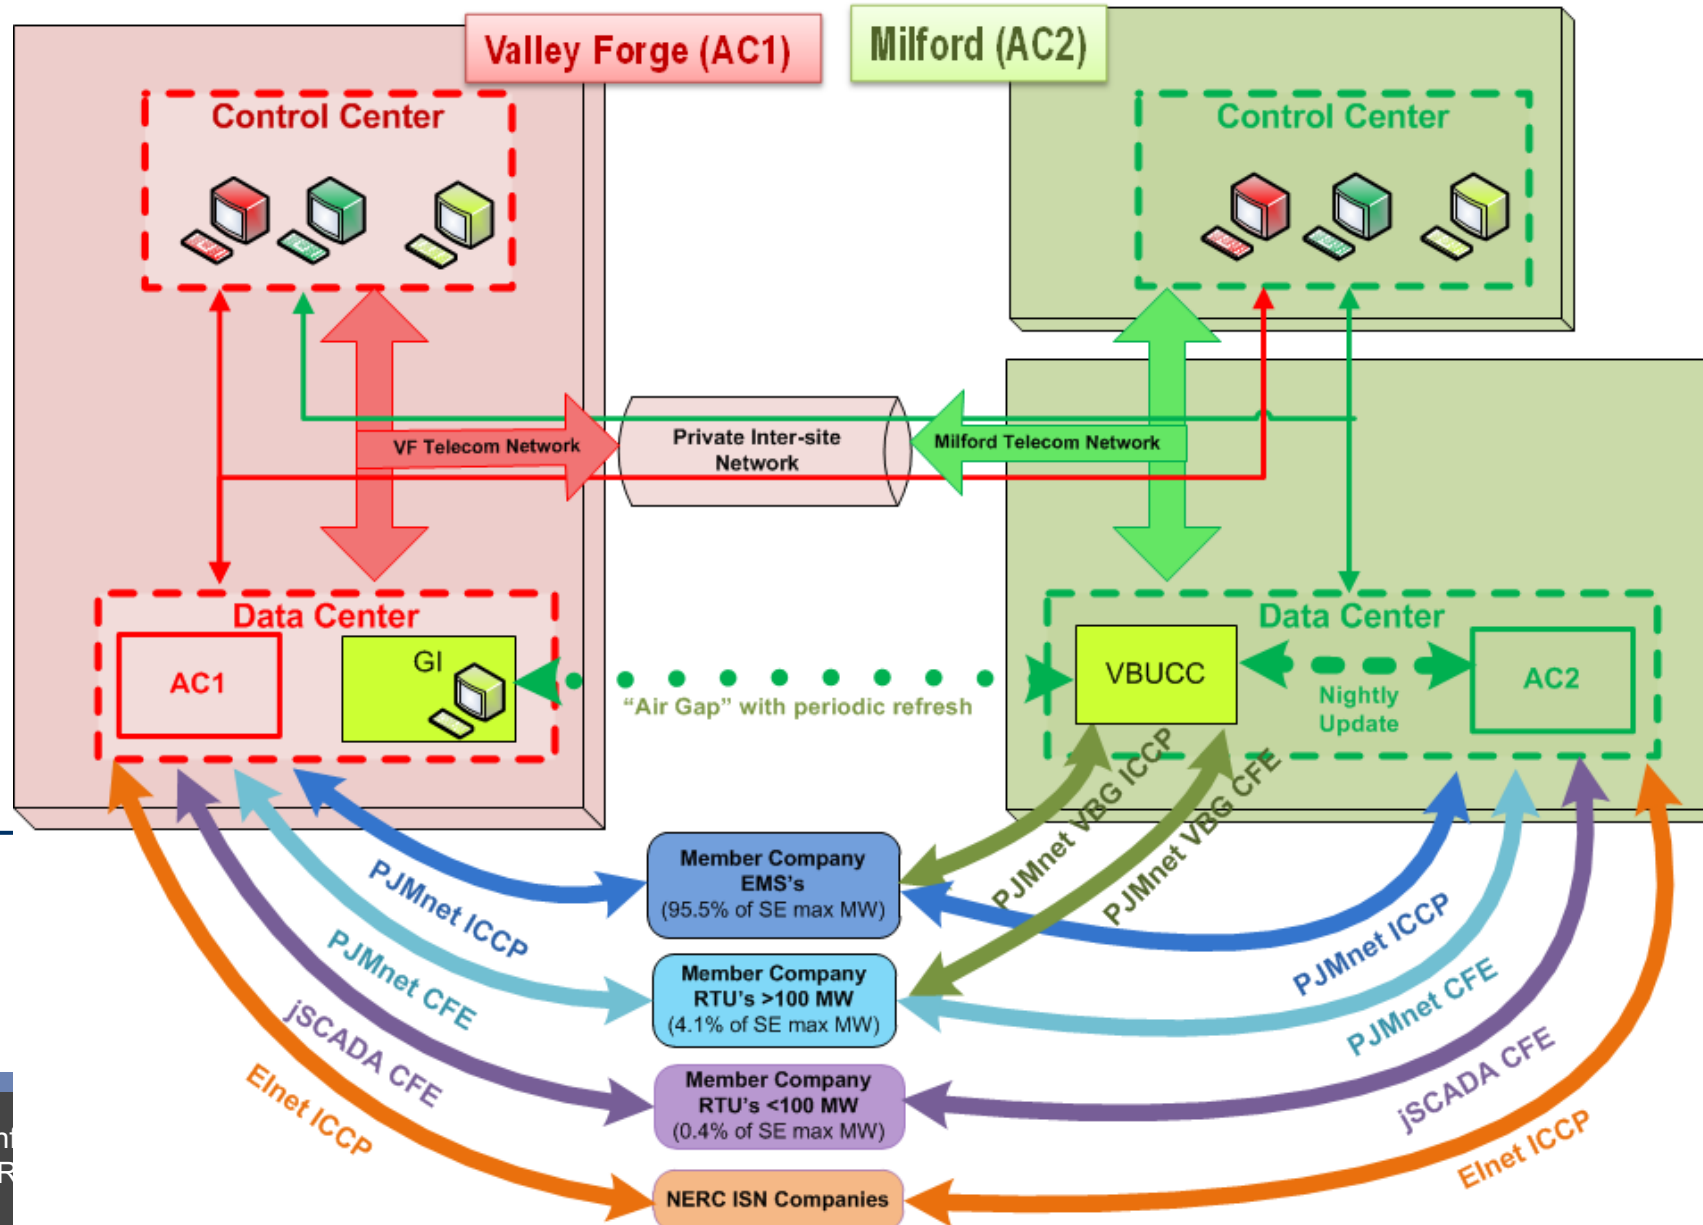 Valley Forge (AC1)
Milford (AC2)
Control Center
Control Center
VF Telecom Network
Private Inter-site
Network
Milford Telecom Network
Data Center
AC1
GI
"Air Gap" with periodic refresh
Data Center
VBUCC
Nightly
Update
AC2
PJMnet VBG ICCP
PJMnet VBG CFE
Member Company
EMS's
(95.5% of SE max MW)
Member Company
RTU's >100 MW
(4.1% of SE max MW)
Member Company
RTU's <100 MW
(0.4% of SE max MW)
NERC ISN Companies
PJMnet ICCP
PJMnet CFE
jSCADA CFE
EInet ICCP
PJMnet ICCP
PJMnet CFE
jSCADA CFE
EInet ICCP